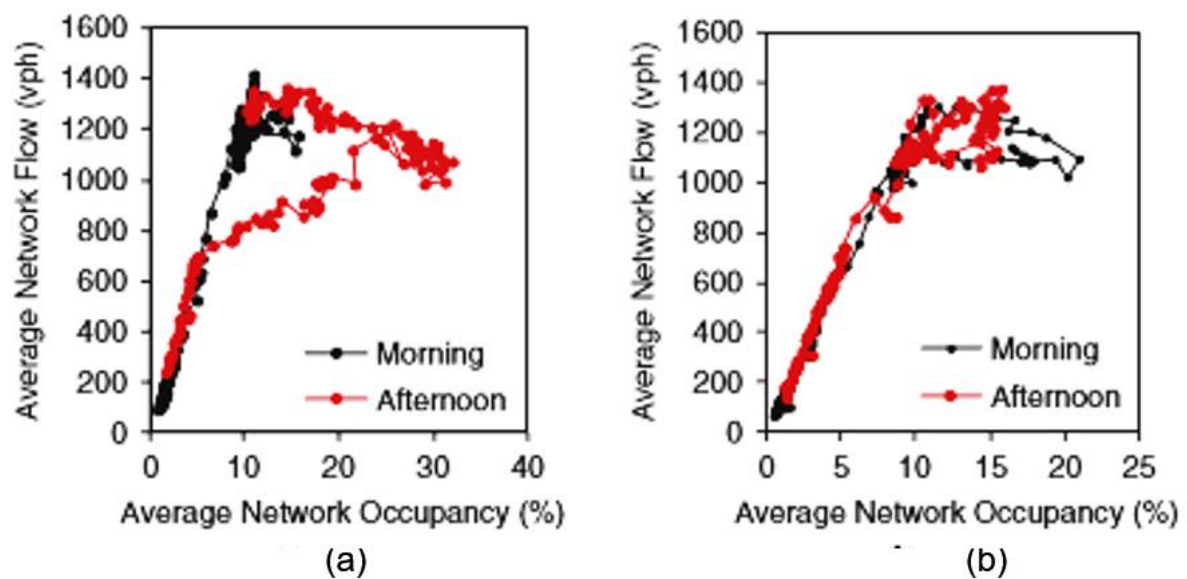 Average Network Flow (vph)
1600
1400
1200
1000
800
600
400
200
0
0 10 20 30 40
Morning
Afternoon
Average Network Occupancy (%)
(a)
Average Network Flow (vph)
1600
1400
1200
1000
800
600
400
200
0
0 5 10 15 20 25
Morning
Afternoon
Average Network Occupancy (%)
(b)